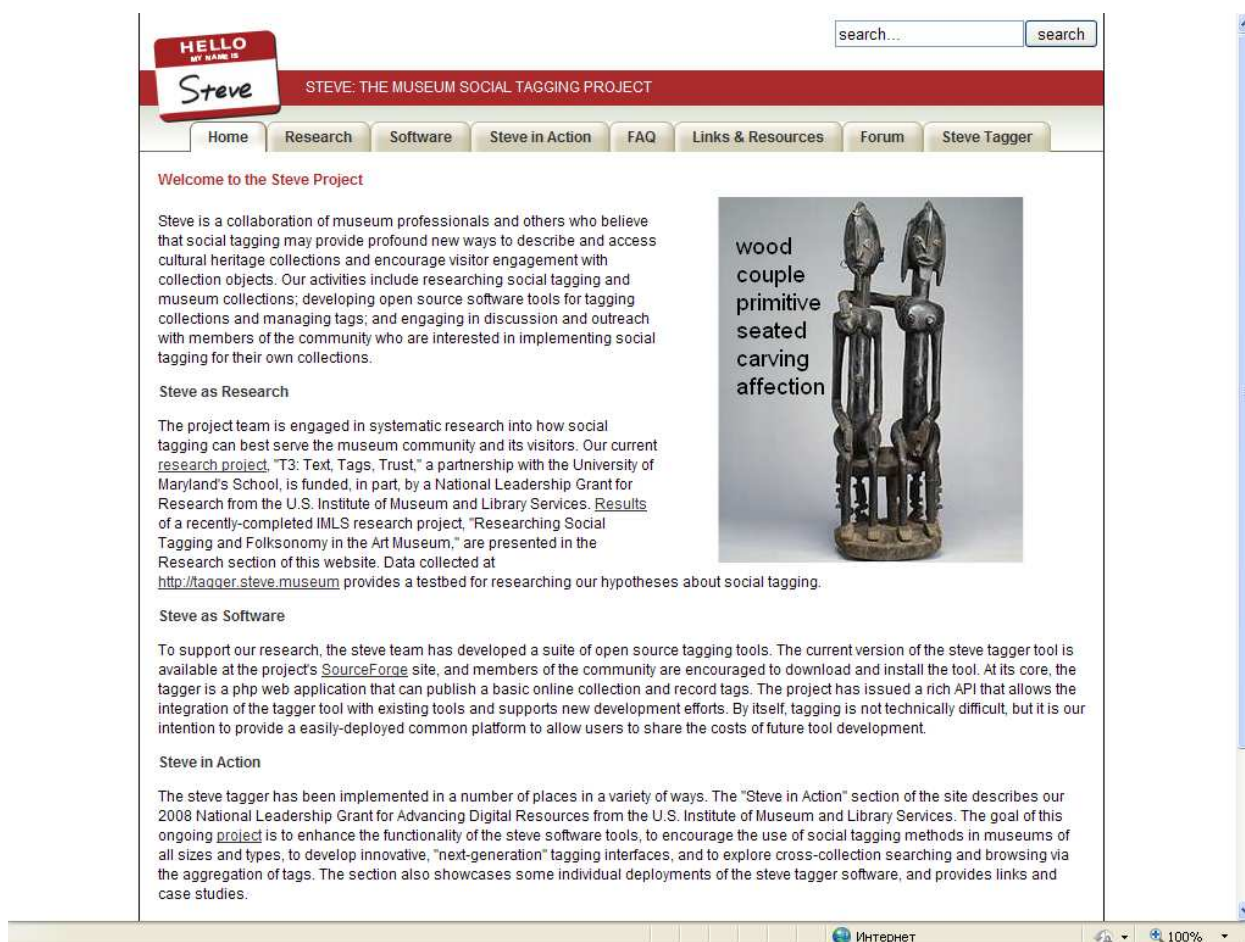 search...
search
HELLO
MY NAME IS
Steve
STEVE: THE MUSEUM SOCIAL TAGGING PROJECT
Home
Research
Software
Steve in Action
FAQ
Links & Resources
Forum
Steve Tagger
Welcome to the Steve Project
Steve is a collaboration of museum professionals and others who believe
that social tagging may provide profound new ways to describe and access
cultural heritage collections and encourage visitor engagement with
collection objects. Our activities include researching social tagging and
museum collections; developing open source software tools for tagging
collections and managing tags; and engaging in discussion and outreach
with members of the community who are interested in implementing social
tagging for their own collections.
wood
couple
primitive
seated
carving
affection
Steve as Research
The project team is engaged in systematic research into how social
tagging can best serve the museum community and its visitors. Our current
research project, "T3: Text, Tags, Trust," a partnership with the University of
Maryland's School, is funded, in part, by a National Leadership Grant for
Research from the U.S. Institute of Museum and Library Services. Results
of a recently-completed IMLS research project, "Researching Social
Tagging and Folksonomy in the Art Museum," are presented in the
Research section of this website. Data collected at
http://tagger.steve.museum provides a testbed for researching our hypotheses about social tagging.
Steve as Software
To support our research, the steve team has developed a suite of open source tagging tools. The current version of the steve tagger tool is
available at the project's SourceForge site, and members of the community are encouraged to download and install the tool. At its core, the
tagger is a php web application that can publish a basic online collection and record tags. The project has issued a rich API that allows the
integration of the tagger tool with existing tools and supports new development efforts. By itself, tagging is not technically difficult, but it is our
intention to provide a easily-deployed common platform to allow users to share the costs of future tool development.
Steve in Action
The steve tagger has been implemented in a number of places in a variety of ways. The "Steve in Action" section of the site describes our
2008 National Leadership Grant for Advancing Digital Resources from the U.S. Institute of Museum and Library Services. The goal of this
ongoing project is to enhance the functionality of the steve software tools, to encourage the use of social tagging methods in museums of
all sizes and types, to develop innovative, "next-generation" tagging interfaces, and to explore cross-collection searching and browsing via
the aggregation of tags. The section also showcases some individual deployments of the steve tagger software, and provides links and
case studies.
Интернет
100%